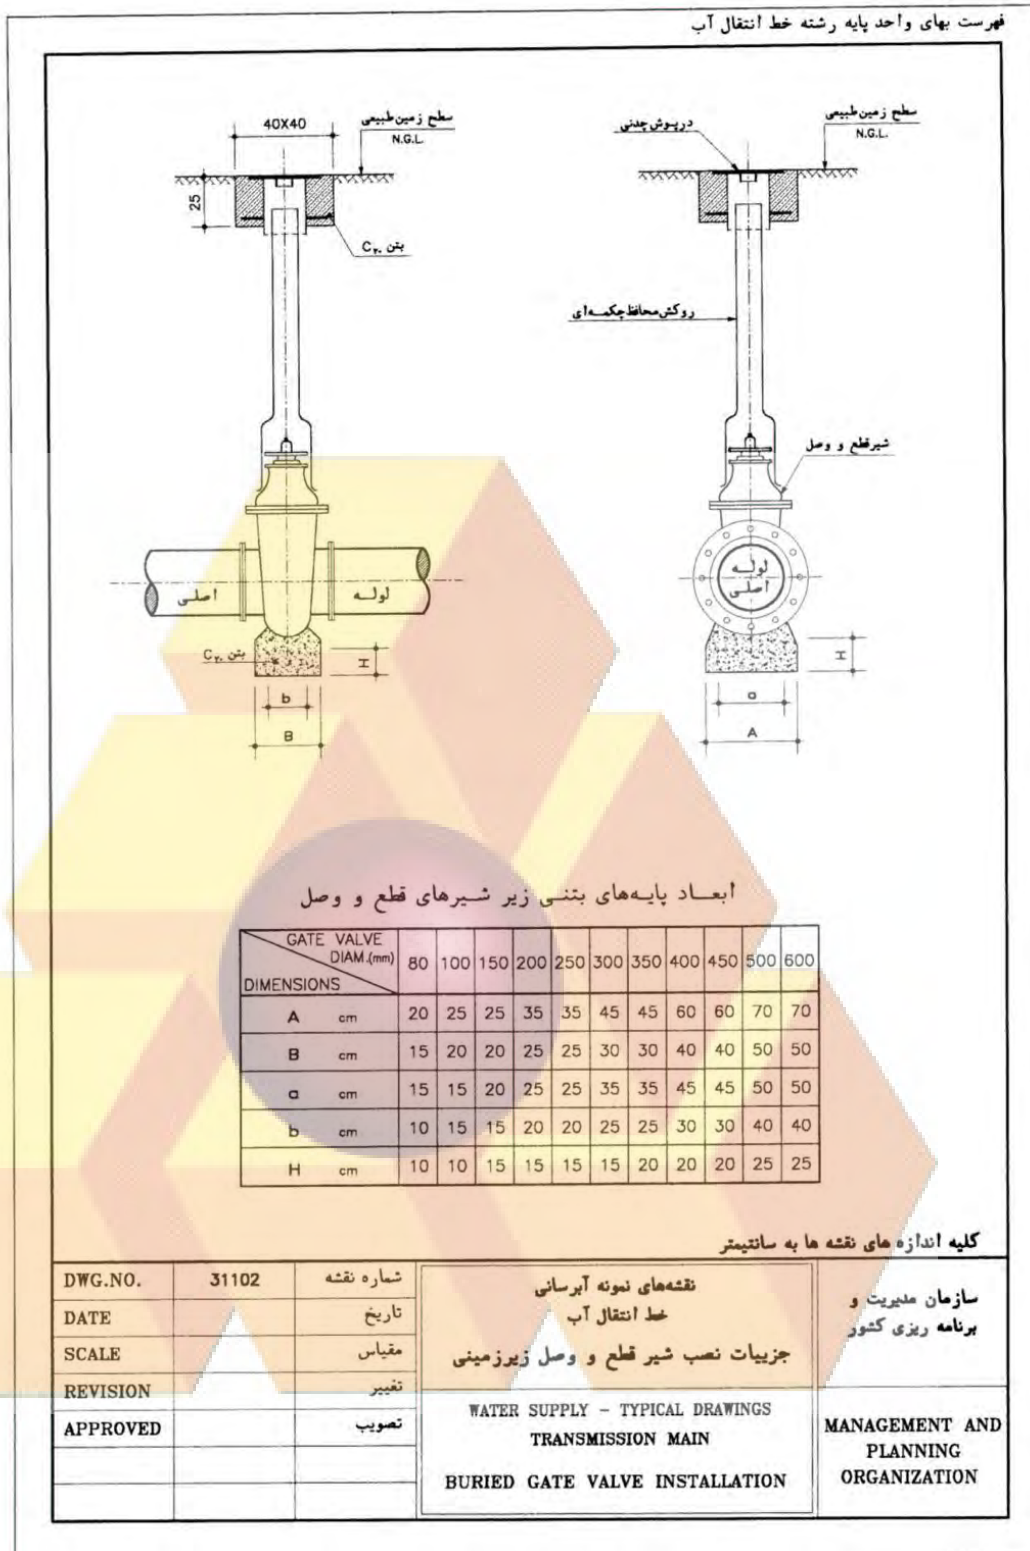 فهرست بهای واحد پایه رشته خط انتقال آب
40X40
سطح زمین طبیعی
N.G.L.
25
بتن C۲۰
درپوش چدنی
سطح زمین طبیعی
N.G.L.
روکش محافظ چکمه‌ای
شیر قطع و وصل
لوله اصلی
بتن C۲۰
H
b
B
لوله
اصلی
H
a
A
ابعاد پایه‌های بتنی زیر شیرهای قطع و وصل
GATE VALVE DIAM.(mm) 80 100 150 200 250 300 350 400 450 500 600
DIMENSIONS
A cm 20 25 25 35 35 45 45 60 60 70 70
B cm 15 20 20 25 25 30 30 40 40 50 50
a cm 15 15 20 25 25 35 35 45 45 50 50
b cm 10 15 15 20 20 25 25 30 30 40 40
H cm 10 10 15 15 15 15 20 20 20 25 25
کلیه اندازه های نقشه ها به سانتیمتر
DWG.NO. 31102 شماره نقشه
DATE تاریخ
SCALE مقیاس
REVISION تغییر
APPROVED تصویب
نقشه‌های نمونه آبرسانی
خط انتقال آب
جزییات نصب شیر قطع و وصل زیرزمینی
WATER SUPPLY – TYPICAL DRAWINGS
TRANSMISSION MAIN
BURIED GATE VALVE INSTALLATION
سازمان مدیریت و
برنامه ریزی کشور
MANAGEMENT AND
PLANNING
ORGANIZATION